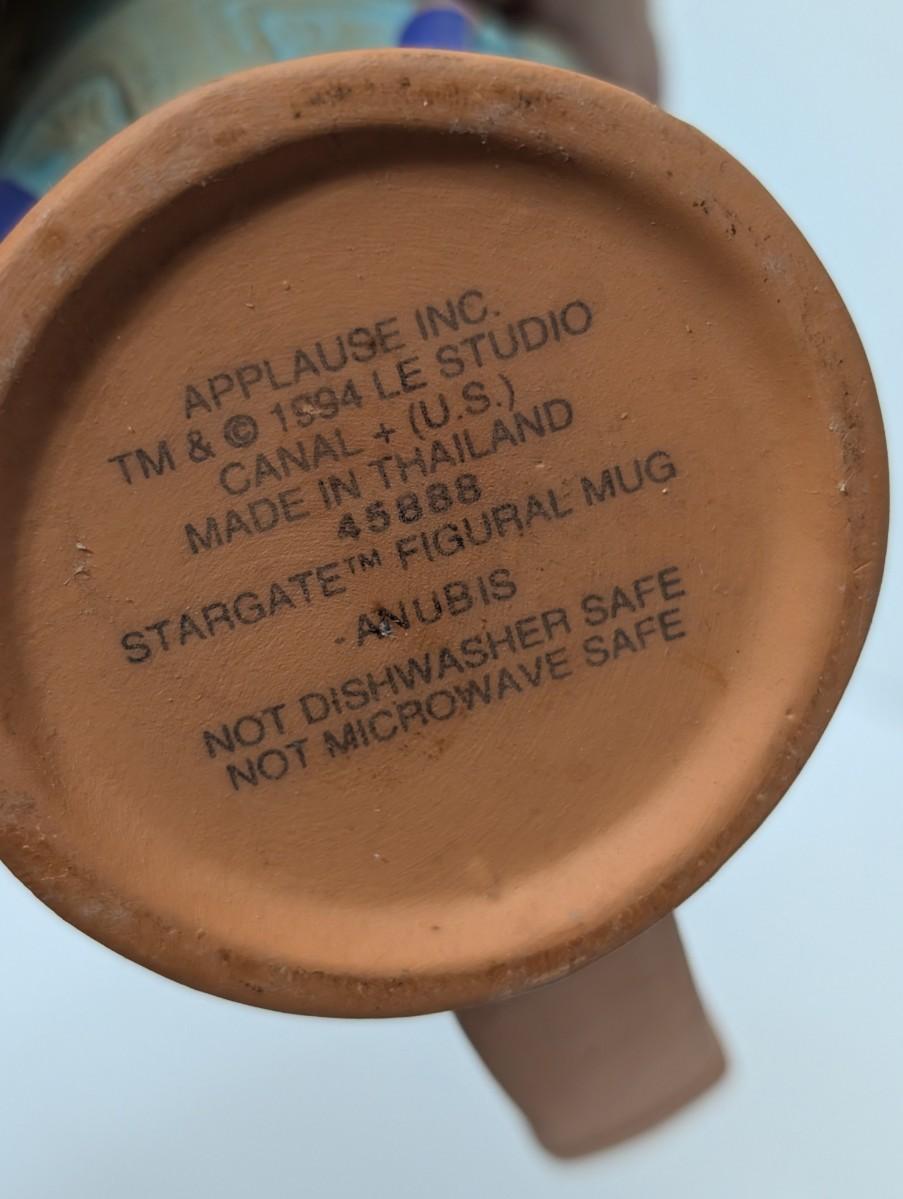 APPLAUSE INC.
TM & © 1994 LE STUDIO
CANAL + (U.S.)
MADE IN THAILAND
45888
STARGATE™ FIGURAL MUG
-ANUBIS
NOT DISHWASHER SAFE
NOT MICROWAVE SAFE